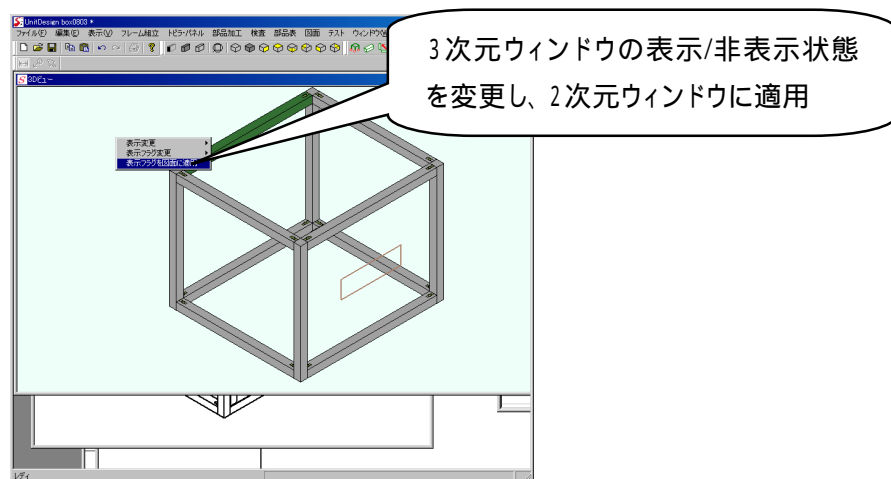 UnitDesign box0803 *
ファイル(F) 編集(E) 表示(V) フレーム組立 トビラ・パネル 部品加工 検査 部品表 図面 テスト ウィンドウ(W)
3Dビュー
3次元ウィンドウの表示/非表示状態
を変更し、2次元ウィンドウに適用
表示変更
表示フラグ変更
表示フラグを図面に適用
レディ